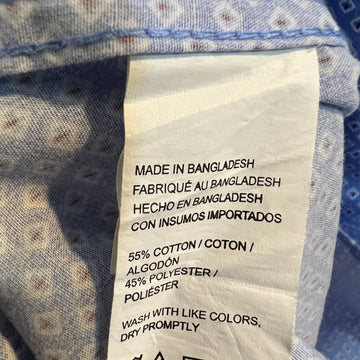 MADE IN BANGLADESH
FABRIQUÉ AU BANGLADESH
HECHO EN BANGLADESH
CON INSUMOS IMPORTADOS
55% COTTON / COTON /
ALGODÓN
45% POLYESTER /
POLIÉSTER
WASH WITH LIKE COLORS,
DRY PROMPTLY